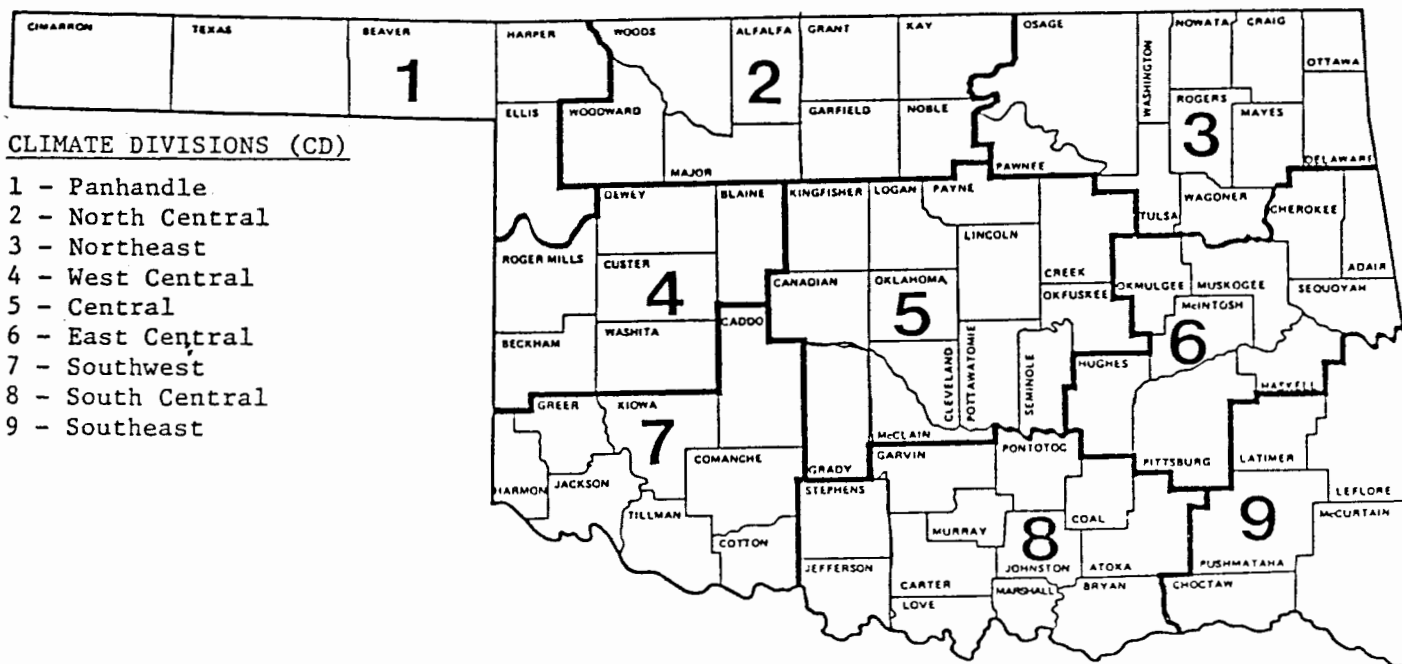 CIMARRON
TEXAS
BEAVER
HARPER
WOODS
ALFALFA
GRANT
KAY
OSAGE
WASHINGTON
NOWATA
CRAIG
OTTAWA
1
2
3
ELLIS
WOODWARD
GARFIELD
NOBLE
ROGERS
MAYES
MAJOR
PAWNEE
DELAWARE
CLIMATE DIVISIONS (CD)
1 - Panhandle
2 - North Central
3 - Northeast
4 - West Central
5 - Central
6 - East Central
7 - Southwest
8 - South Central
9 - Southeast
DEWEY
BLAINE
KINGFISHER
LOGAN
PAYNE
TULSA
WAGONER
CHEROKEE
LINCOLN
ROGER MILLS
CUSTER
CANADIAN
OKLAHOMA
CREEK
OKMULGEE
MUSKOGEE
ADAIR
SEQUOYAH
OKFUSKEE
McINTOSH
4
5
6
BECKHAM
WASHITA
CADDO
CLEVELAND
POTTAWATOMIE
SEMINOLE
HUGHES
HASKELL
GREER
KIOWA
7
McCLAIN
COMANCHE
GRADY
GARVIN
PONTOTOC
PITTSBURG
LATIMER
HARMON
JACKSON
STEPHENS
LEFLORE
TILLMAN
COAL
McCURTAIN
MURRAY
8
9
COTTON
JEFFERSON
JOHNSTON
ATOKA
PUSHMATAHA
CARTER
MARSHALL
BRYAN
CHOCTAW
LOVE